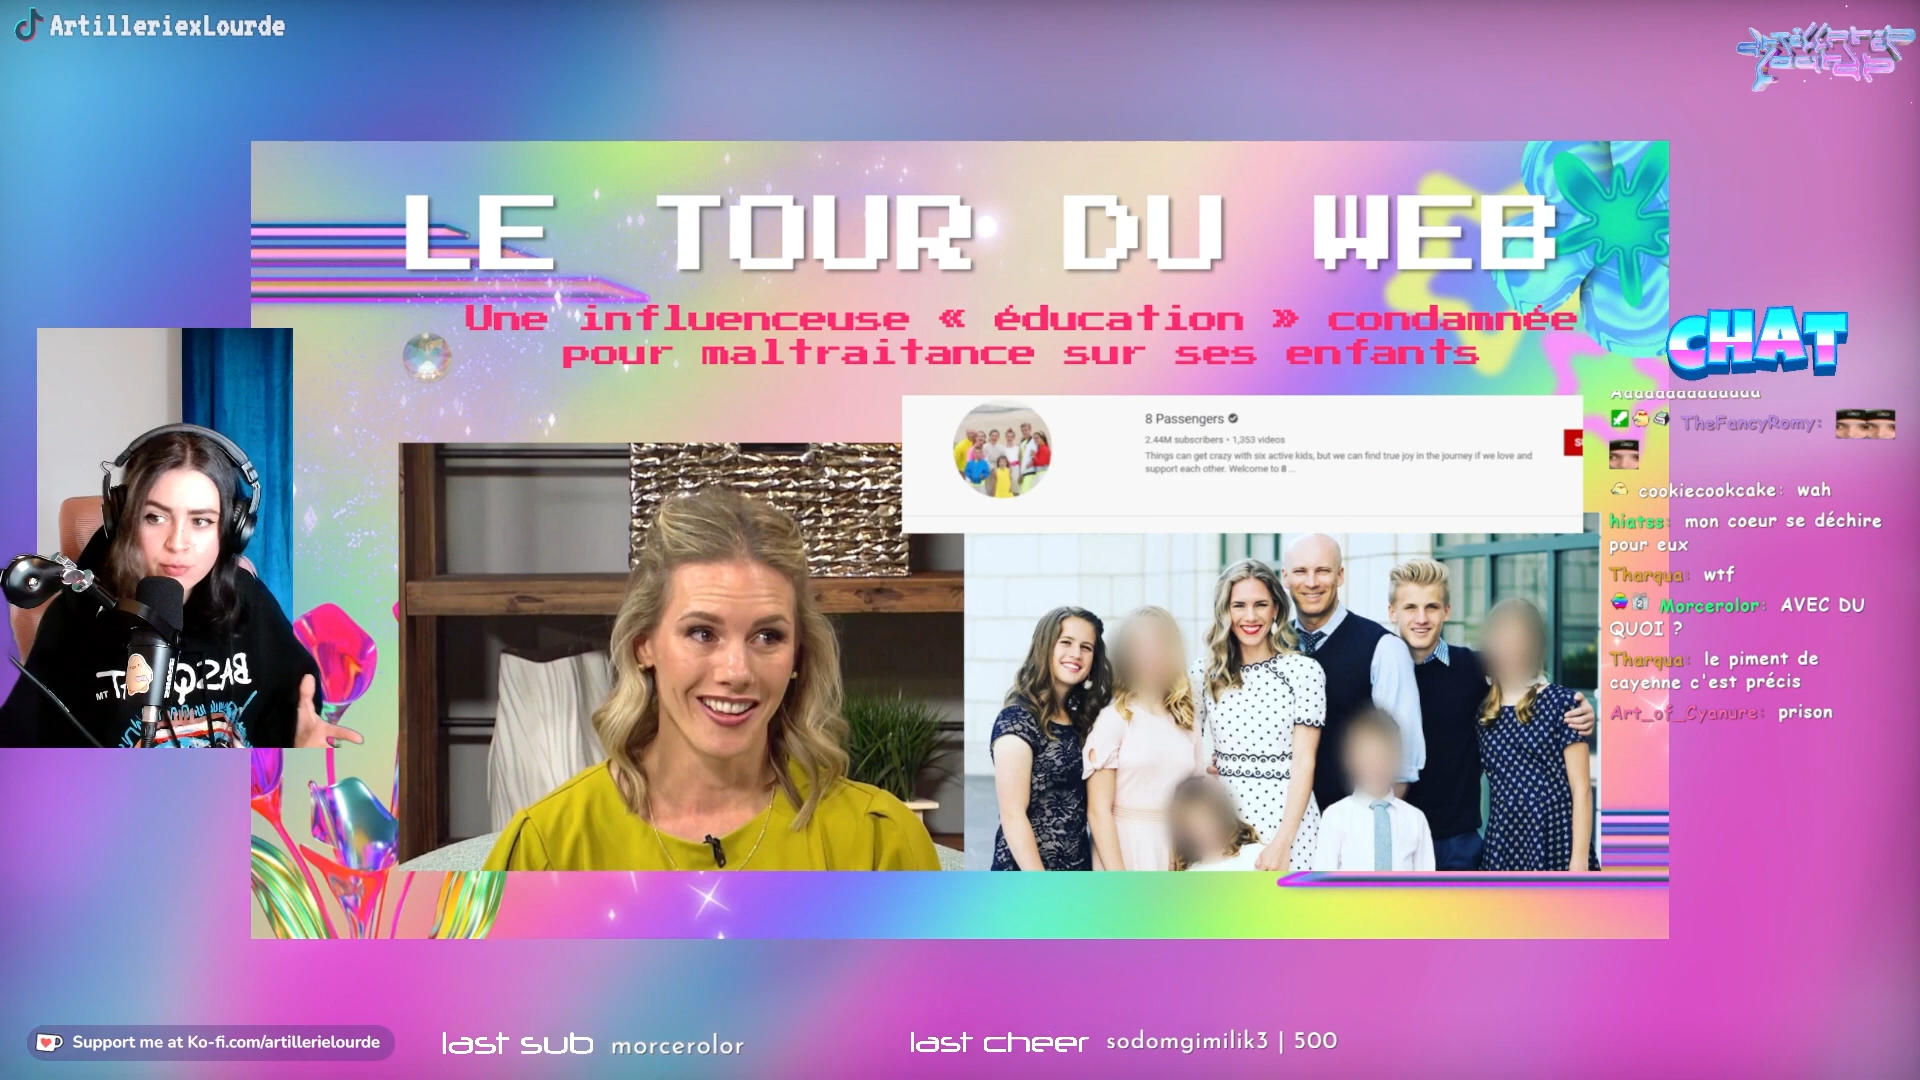 ArtilleriexLourde
LE TOUR DU WEB
Une influenceuse « éducation » condamnée
pour maltraitance sur ses enfants
8 Passengers
2.44M subscribers • 1,353 videos
Things can get crazy with six active kids, but we can find true joy in the journey if we love and
support each other. Welcome to 8 ...
CHAT
TheFancyRomy:
cookiecookcake: wah
hiatss: mon coeur se déchire
pour eux
Tharqua: wtf
Morcerolor: AVEC DU
QUOI ?
Tharqua: le piment de
cayenne c'est précis
Art_of_Cyanure: prison
Support me at Ko-fi.com/artillerielourde
last sub morcerolor
last cheer sodomgimilik3 | 500